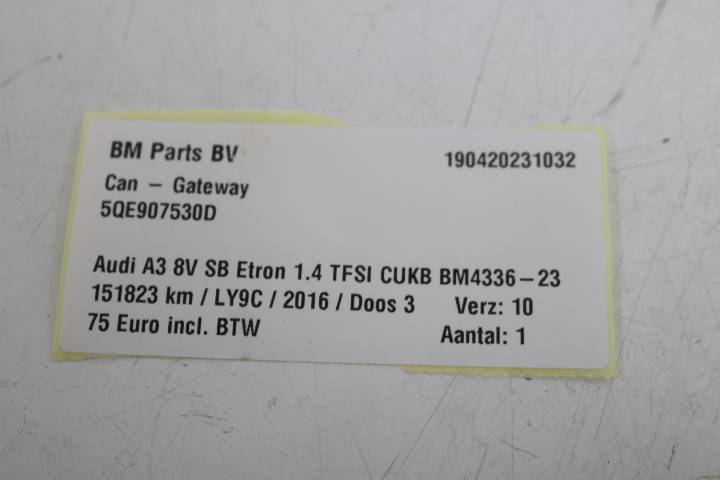 BM Parts BV 190420231032
Can – Gateway
5QE907530D
Audi A3 8V SB Etron 1.4 TFSI CUKB BM4336–23
151823 km / LY9C / 2016 / Doos 3 Verz: 10
75 Euro incl. BTW Aantal: 1